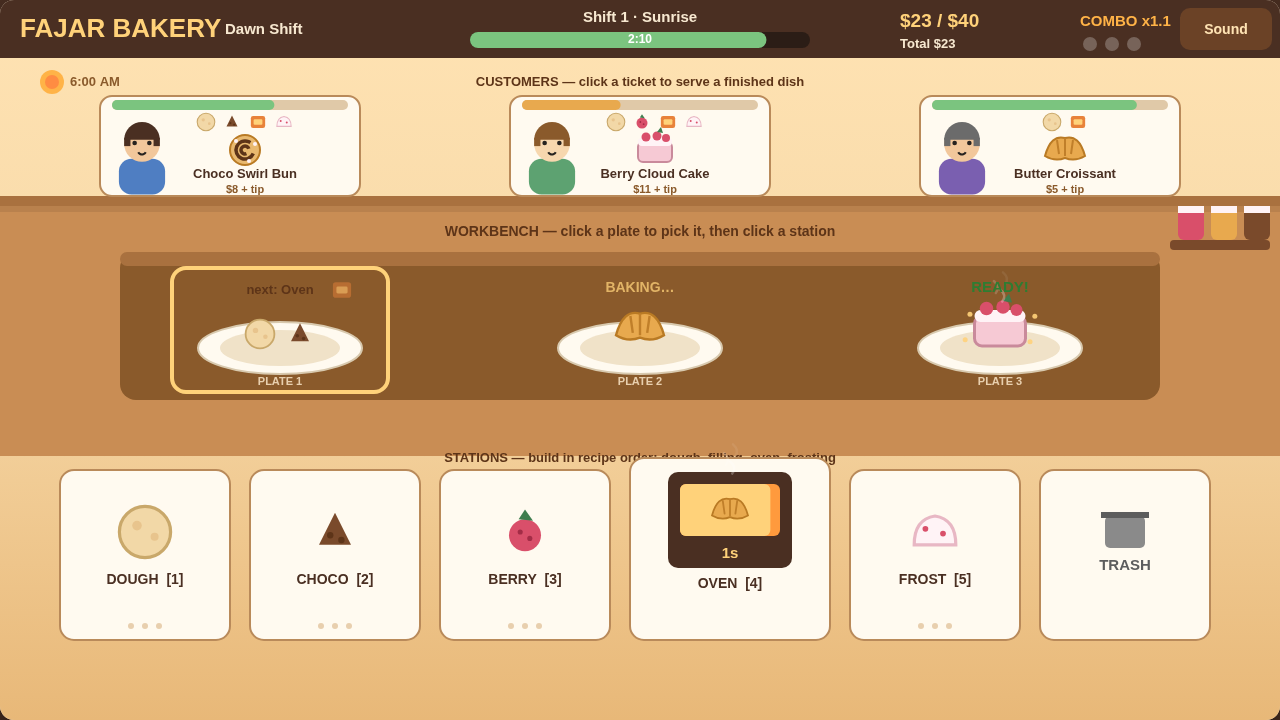 FAJAR BAKERY Dawn Shift
Shift 1 · Sunrise
2:10
$23 / $40
Total $23
COMBO x1.1
Sound
6:00 AM
CUSTOMERS — click a ticket to serve a finished dish
Choco Swirl Bun
$8 + tip
Berry Cloud Cake
$11 + tip
Butter Croissant
$5 + tip
WORKBENCH — click a plate to pick it, then click a station
next: Oven
PLATE 1
BAKING…
PLATE 2
READY!
PLATE 3
STATIONS — build in recipe order: dough, filling, oven, frosting
DOUGH [1]
CHOCO [2]
BERRY [3]
1s
OVEN [4]
FROST [5]
TRASH